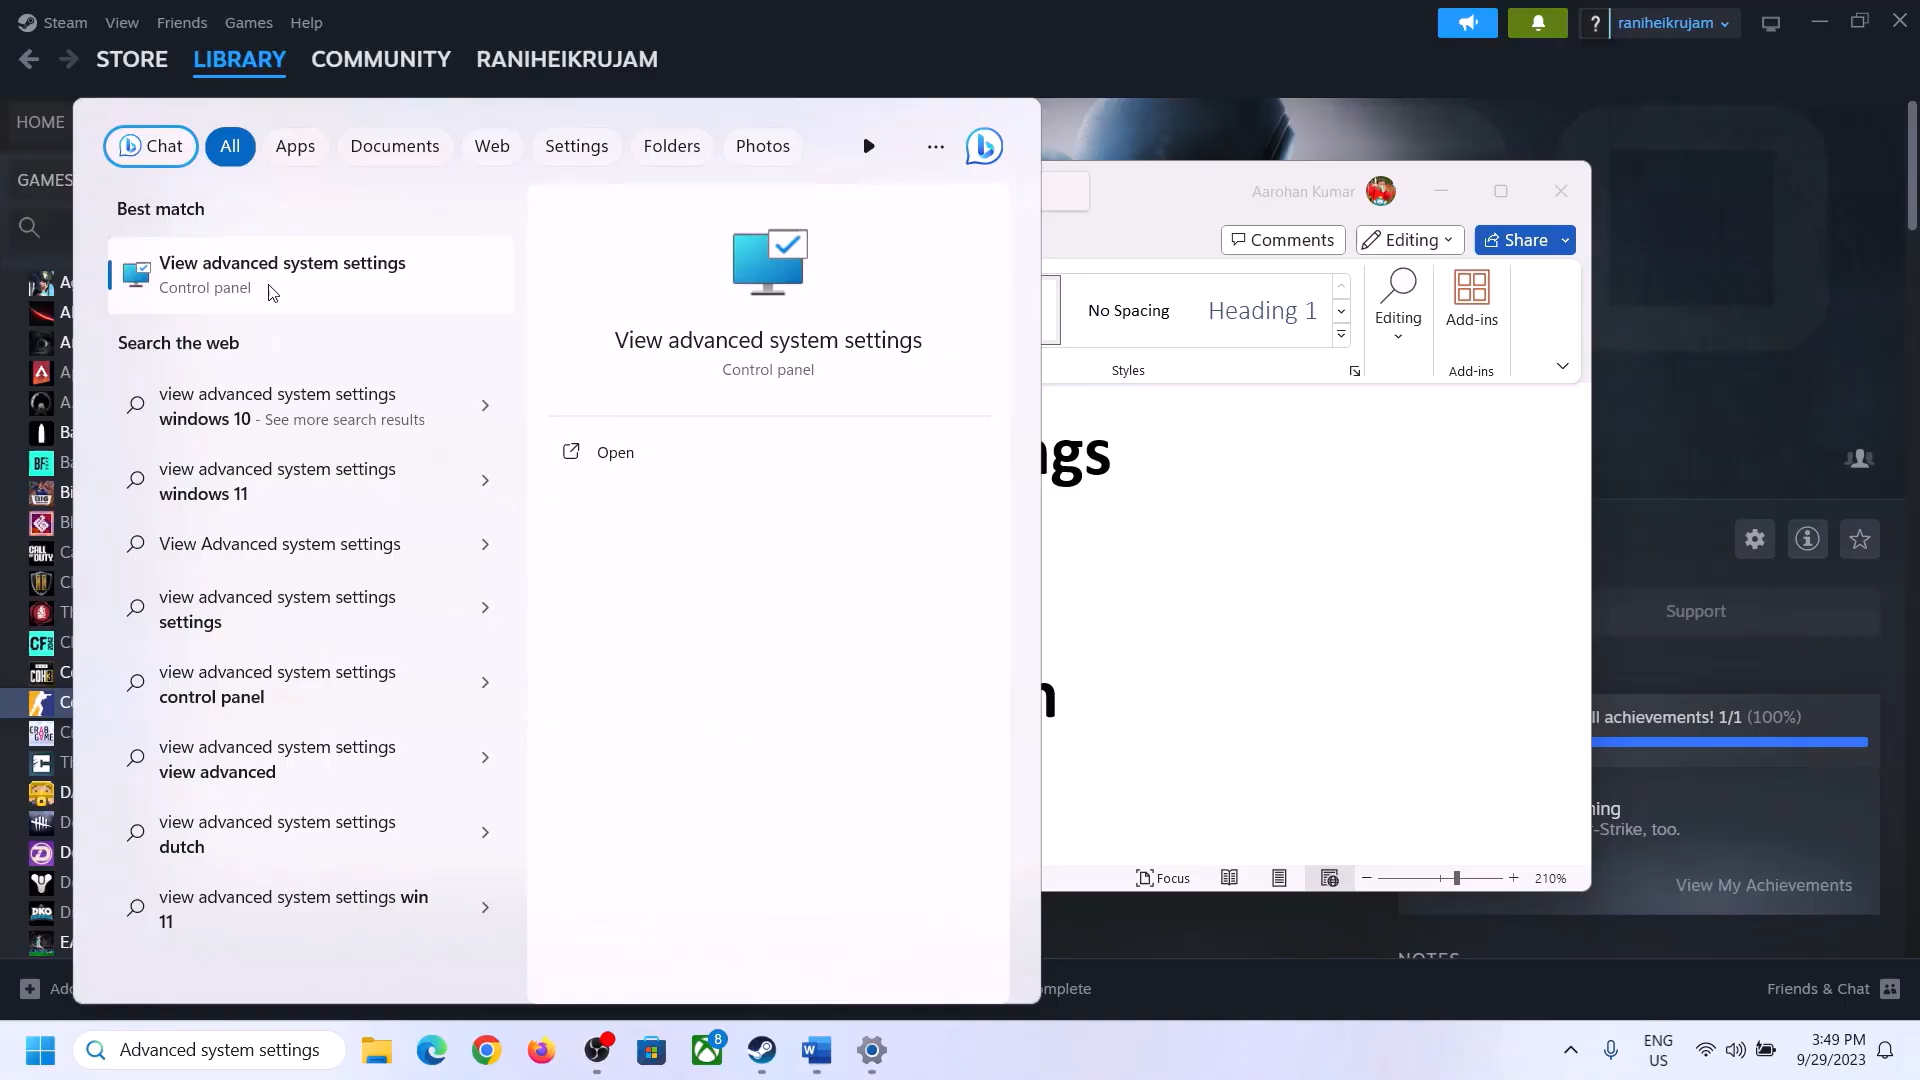 Steam View Friends Games Help
raniheikrujam
STORE LIBRARY COMMUNITY RANIHEIKRUJAM
HOME
GAMES
Chat All Apps Documents Web Settings Folders Photos
Best match
View advanced system settings
Control panel
Search the web
view advanced system settings
windows 10 - See more search results
view advanced system settings
windows 11
View Advanced system settings
view advanced system settings
settings
view advanced system settings
control panel
view advanced system settings
view advanced
view advanced system settings
dutch
view advanced system settings win
11
View advanced system settings
Control panel
Open
Aarohan Kumar
Comments Editing Share
No Spacing Heading 1
Editing
Add-ins
Styles
Add-ins
ngs
n
Focus
210%
Support
ll achievements! 1/1 (100%)
ning
-Strike, too.
View My Achievements
NOTES
Add
mplete
Friends & Chat
Advanced system settings
8
ENG
US
3:49 PM
9/29/2023